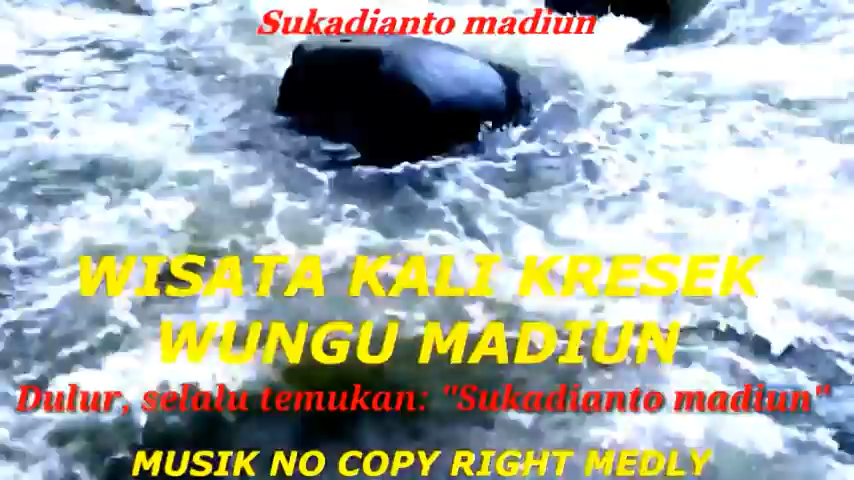 Sukadianto madiun
WISATA KALI KRESEK
WUNGU MADIUN
Dulur, selalu temukan: "Sukadianto madiun"
MUSIK NO COPY RIGHT MEDLY